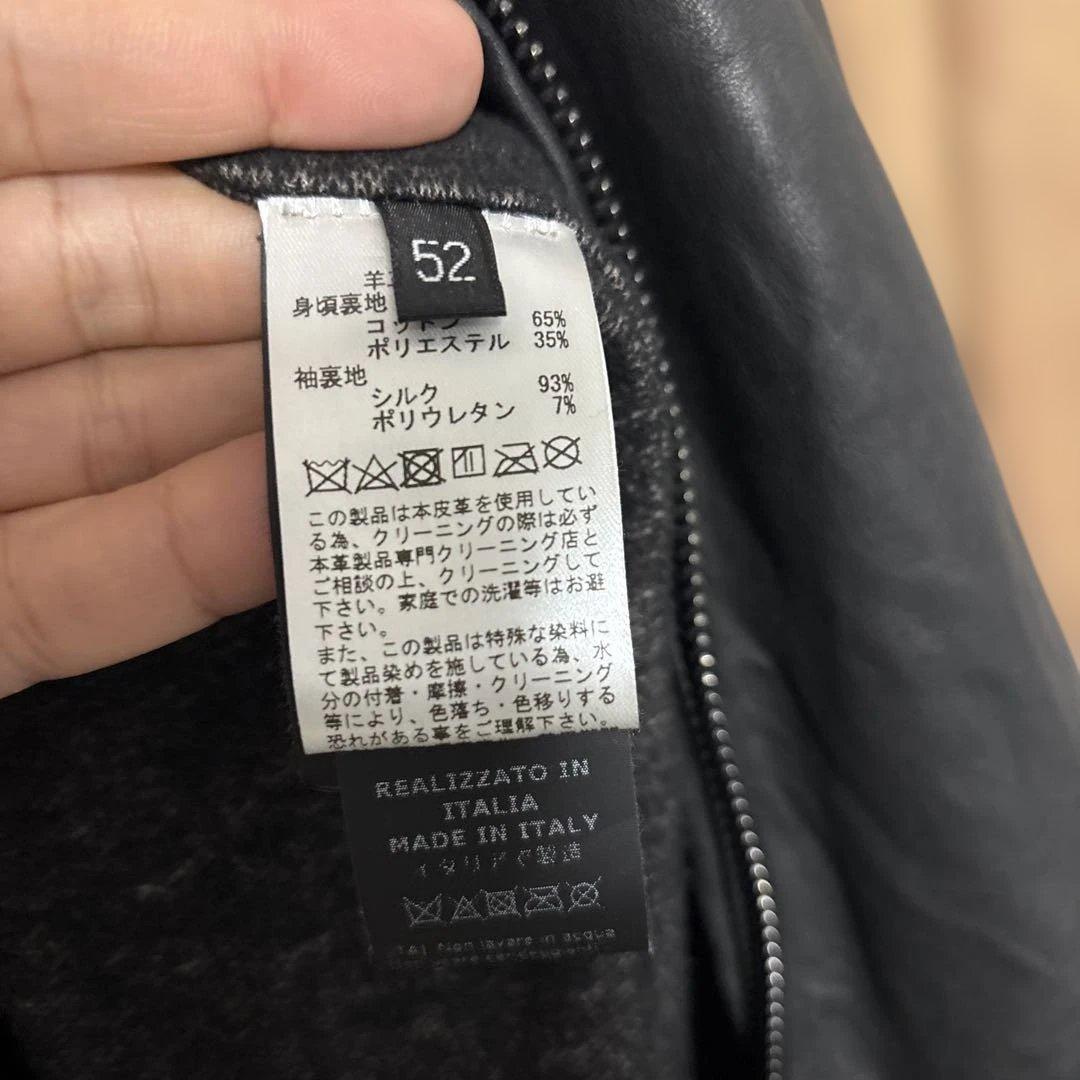 52
羊
身頃裏地
コットン 65%
ポリエステル 35%
袖裏地
シルク 93%
ポリウレタン 7%
この製品は本皮革を使用してい
る為、クリーニングの際は必ず
本革製品専門クリーニング店と
ご相談の上、クリーニングして
下さい。家庭での洗濯等はお避
下さい。
また、この製品は特殊な染料に
て製品染めを施している為、水
分の付着・摩擦・クリーニング
等により、色落ち・色移りする
恐れがある事をご理解下さい。
REALIZZATO IN
ITALIA
MADE IN ITALY
イタリアで製造
non lavare in acqua